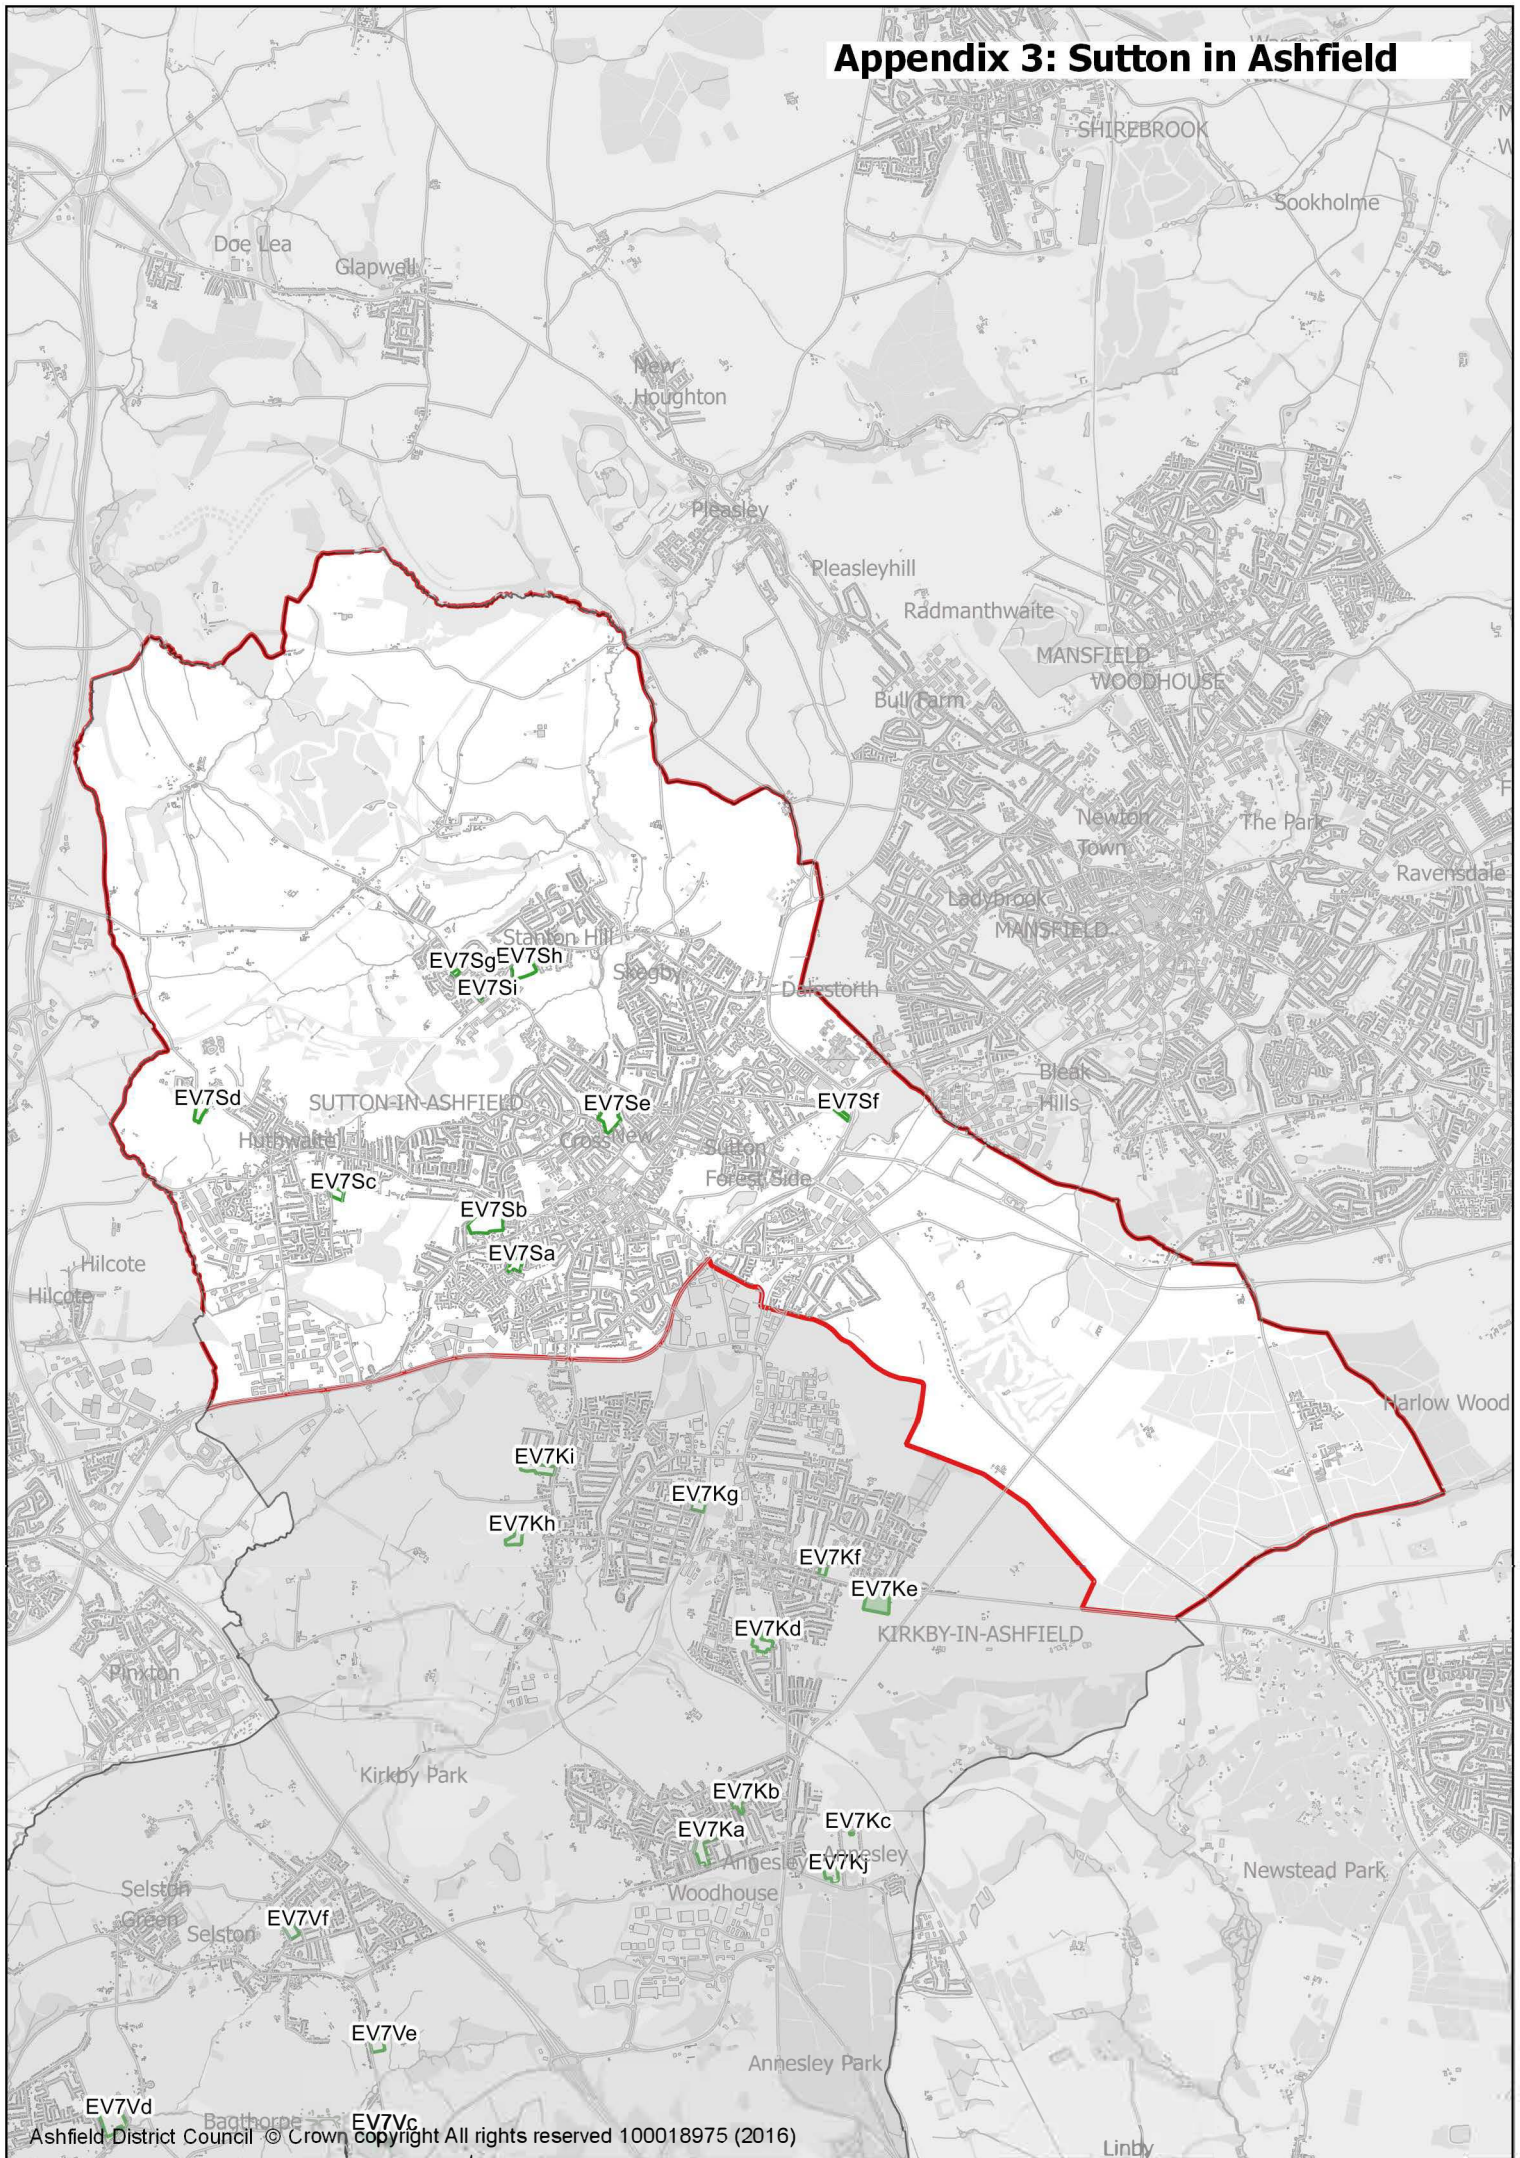 Appendix 3: Sutton in Ashfield
SHIREBROOK
Sookholme
Doe Lea
Glapwell
New
Houghton
Pleasley
Pleasleyhill
Radmanthwaite
MANSFIELD
WOODHOUSE
Bull Farm
Newton
Town
The Park
Ravensdale
Ladybrook
MANSFIELD
Stanton Hill
EV7Sg
EV7Sh
Skegby
EV7Si
Dalestorth
Bleak
Hills
EV7Sd
SUTTON-IN-ASHFIELD
EV7Se
EV7Sf
Huthwaite
New
Cross
Sutton
Forest Side
EV7Sc
EV7Sb
EV7Sa
Hilcote
Hilcote
Harlow Wood
EV7Ki
EV7Kg
EV7Kh
EV7Kf
EV7Ke
EV7Kd
KIRKBY-IN-ASHFIELD
Pinxton
Kirkby Park
EV7Kb
EV7Kc
EV7Ka
Annesley
Annesley
EV7Kj
Woodhouse
Newstead Park
Selston
Green
EV7Vf
Selston
EV7Ve
Annesley Park
EV7Vd
Bagthorpe
EV7Vc
Ashfield District Council © Crown copyright All rights reserved 100018975 (2016)
Linby